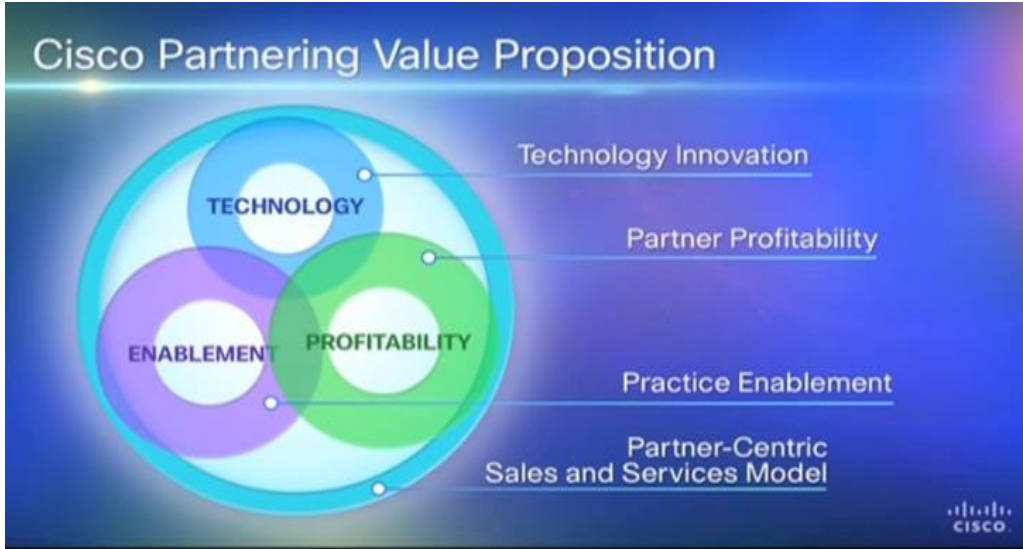 Cisco Partnering Value Proposition
Technology Innovation
TECHNOLOGY
Partner Profitability
ENABLEMENT
PROFITABILITY
Practice Enablement
Partner-Centric
Sales and Services Model
CISCO